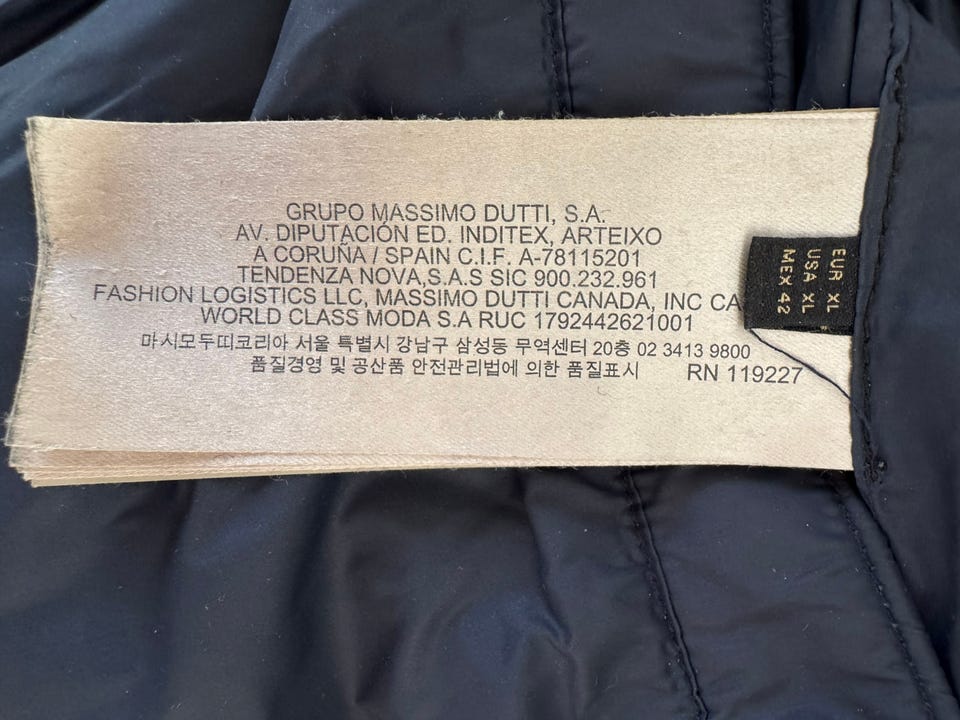 GRUPO MASSIMO DUTTI, S.A.
AV. DIPUTACIÓN ED. INDITEX, ARTEIXO
A CORUÑA / SPAIN C.I.F. A-78115201
TENDENZA NOVA,S.A.S SIC 900.232.961
FASHION LOGISTICS LLC, MASSIMO DUTTI CANADA, INC CA
WORLD CLASS MODA S.A RUC 1792442621001
마시모두띠코리아 서울 특별시 강남구 삼성동 무역센터 20층 02 3413 9800
품질경영 및 공산품 안전관리법에 의한 품질표시 RN 119227
EUR XL
USA XL
MEX 42